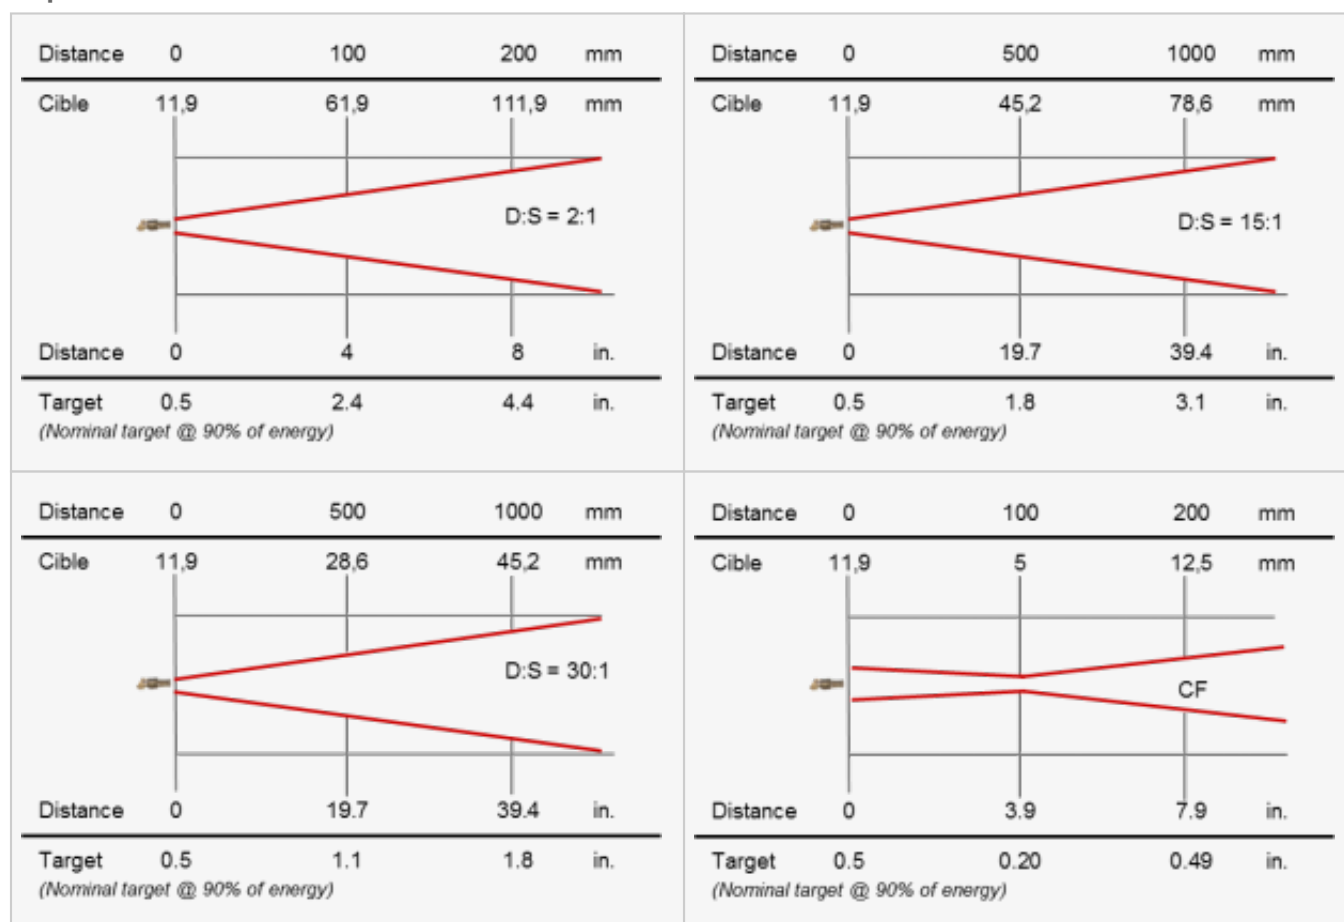 Distance 0 100 200 mm
Cible 11,9 61,9 111,9 mm
D:S = 2:1
Distance 0 4 8 in.
Target 0.5 2.4 4.4 in.
(Nominal target @ 90% of energy)
Distance 0 500 1000 mm
Cible 11,9 45,2 78,6 mm
D:S = 15:1
Distance 0 19.7 39.4 in.
Target 0.5 1.8 3.1 in.
(Nominal target @ 90% of energy)
Distance 0 500 1000 mm
Cible 11,9 28,6 45,2 mm
D:S = 30:1
Distance 0 19.7 39.4 in.
Target 0.5 1.1 1.8 in.
(Nominal target @ 90% of energy)
Distance 0 100 200 mm
Cible 11,9 5 12,5 mm
CF
Distance 0 3.9 7.9 in.
Target 0.5 0.20 0.49 in.
(Nominal target @ 90% of energy)